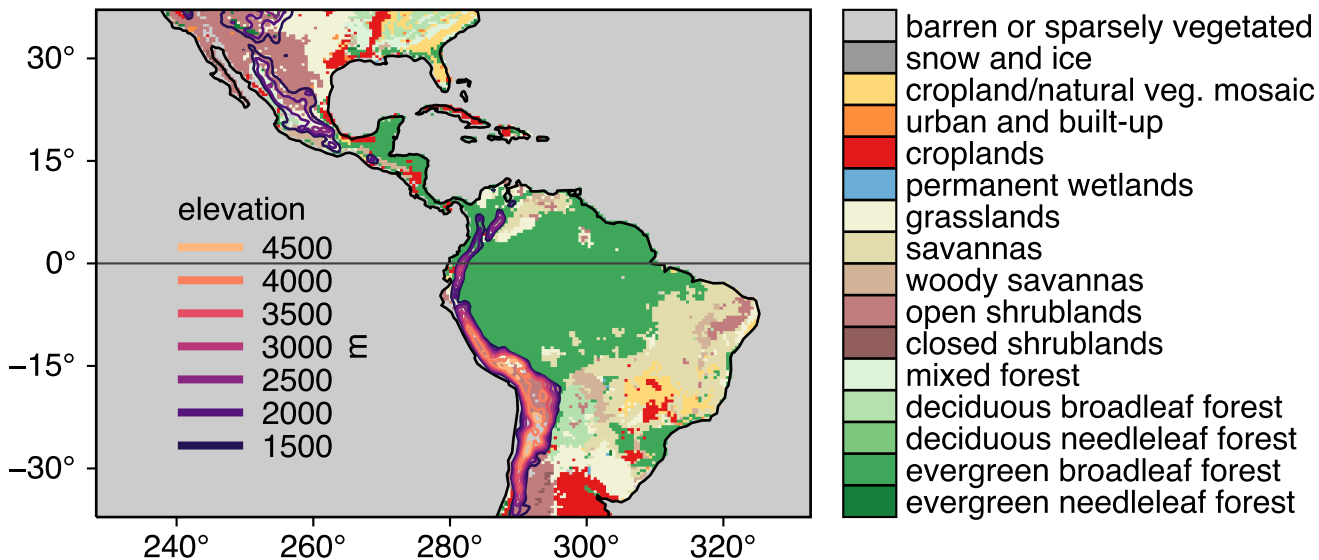 30°
15°
0°
−15°
−30°
240°
260°
280°
300°
320°
elevation
4500
4000
3500
3000
2500
2000
1500
m
barren or sparsely vegetated
snow and ice
cropland/natural veg. mosaic
urban and built-up
croplands
permanent wetlands
grasslands
savannas
woody savannas
open shrublands
closed shrublands
mixed forest
deciduous broadleaf forest
deciduous needleleaf forest
evergreen broadleaf forest
evergreen needleleaf forest